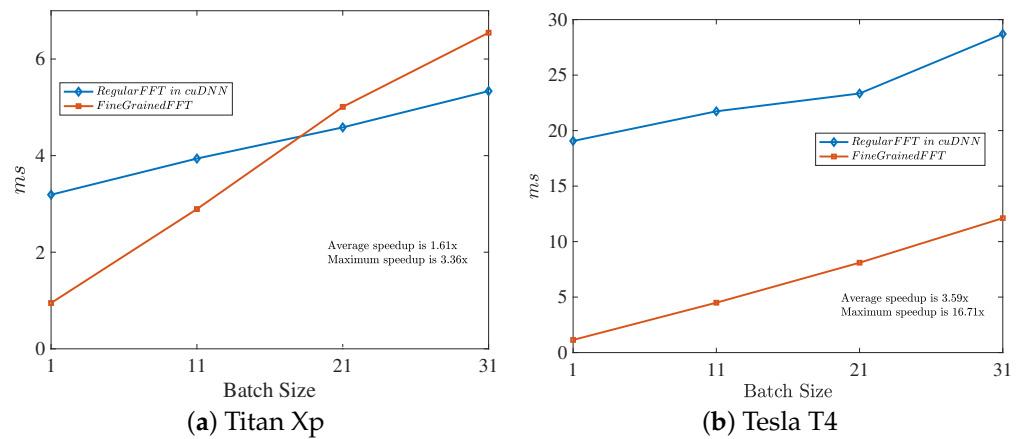 6
4
2
0
ms
RegularFFT in cuDNN
FineGrainedFFT
Average speedup is 1.61x
Maximum speedup is 3.36x
1 11 21 31
Batch Size
(a) Titan Xp
30
25
20
15
10
5
0
ms
RegularFFT in cuDNN
FineGrainedFFT
Average speedup is 3.59x
Maximum speedup is 16.71x
1 11 21 31
Batch Size
(b) Tesla T4